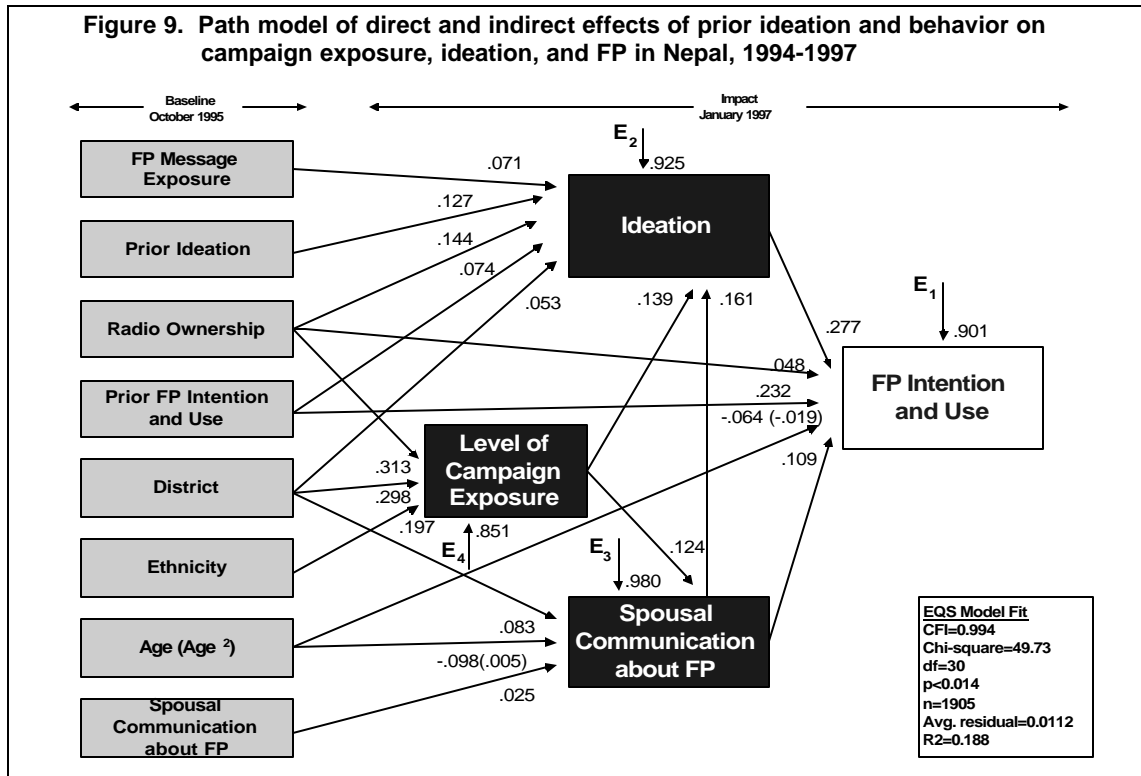 Figure 9. Path model of direct and indirect effects of prior ideation and behavior on
campaign exposure, ideation, and FP in Nepal, 1994-1997
Baseline
October 1995
Impact
January 1997
FP Message
Exposure
Prior Ideation
Radio Ownership
Prior FP Intention
and Use
District
Ethnicity
Age (Age ²)
Spousal
Communication
about FP
.071
.127
.144
.074
.053
E₂
.925
Ideation
.139
.161
.277
E₁
.901
.048
.232
-.064 (-.019)
.109
FP Intention
and Use
Level of
Campaign
Exposure
.313
.298
.197
.851
E₄
.124
E₃
.980
Spousal
Communication
about FP
.083
-.098(.005)
.025
EQS Model Fit
CFI=0.994
Chi-square=49.73
df=30
p<0.014
n=1905
Avg. residual=0.0112
R2=0.188